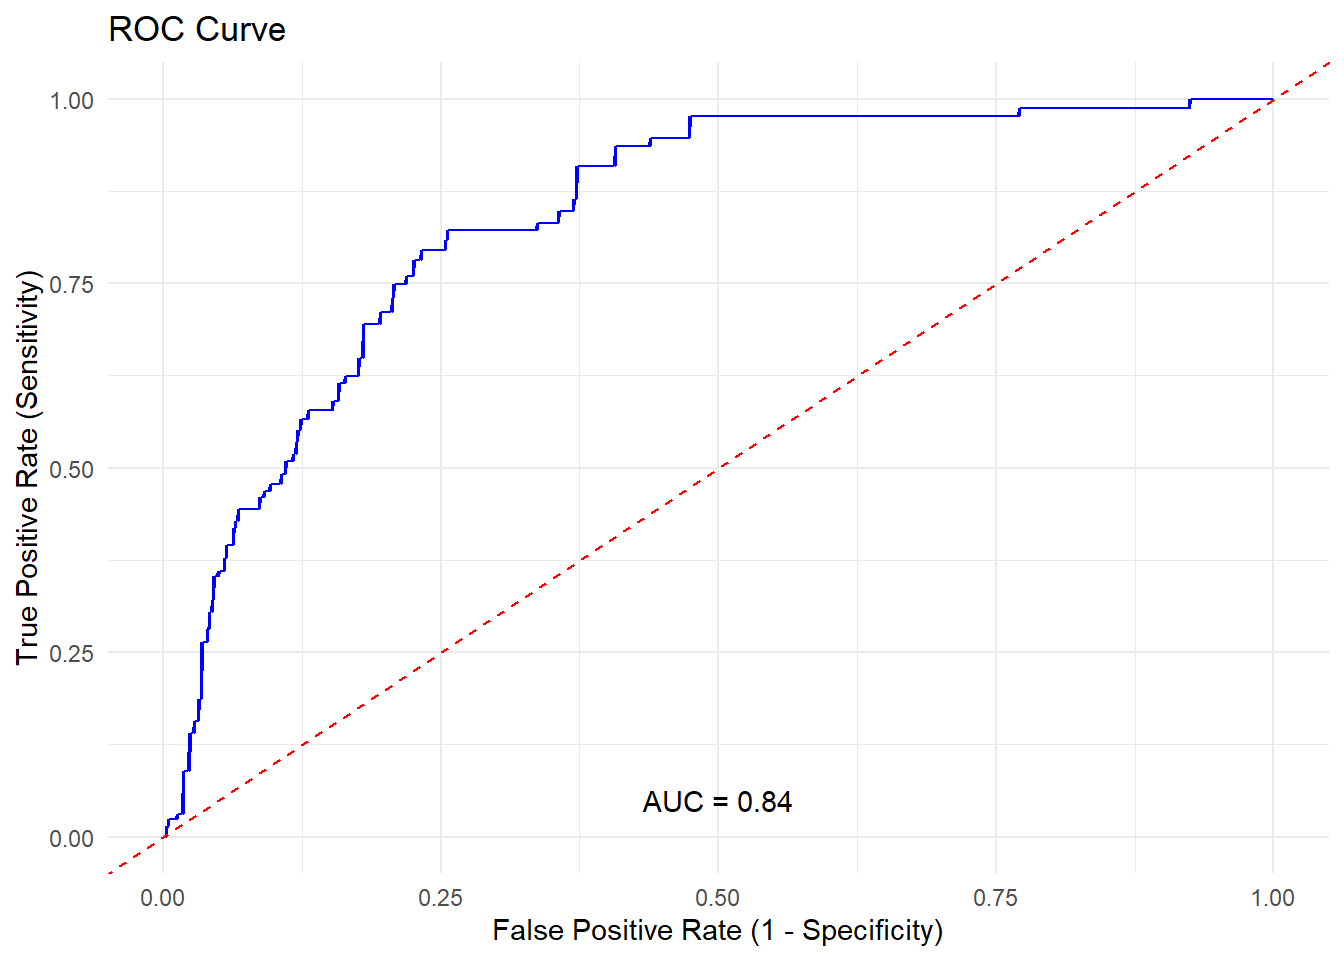 ROC Curve
1.00
0.75
0.50
0.25
0.00
True Positive Rate (Sensitivity)
AUC = 0.84
0.00 0.25 0.50 0.75 1.00
False Positive Rate (1 - Specificity)